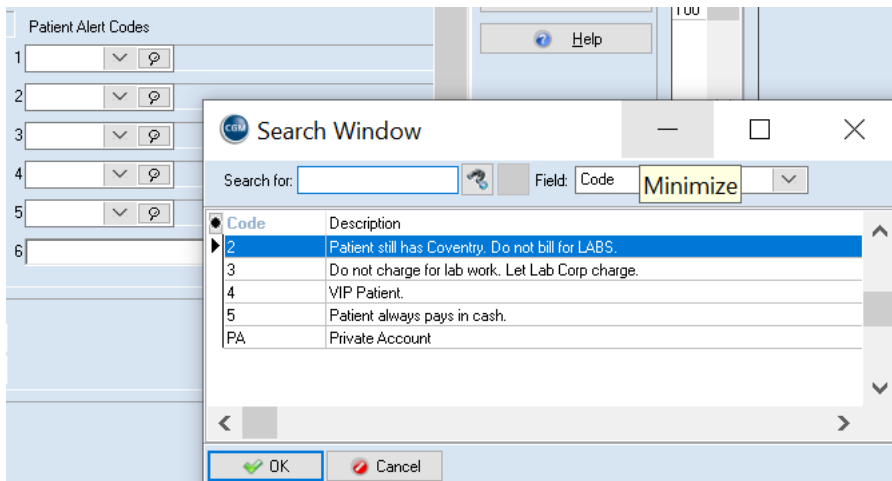 Patient Alert Codes
Help
1
2
3
4
5
6
CGM Search Window
Search for: Field: Code
Minimize
Code Description
2 Patient still has Coventry. Do not bill for LABS.
3 Do not charge for lab work. Let Lab Corp charge.
4 VIP Patient.
5 Patient always pays in cash.
PA Private Account
OK Cancel